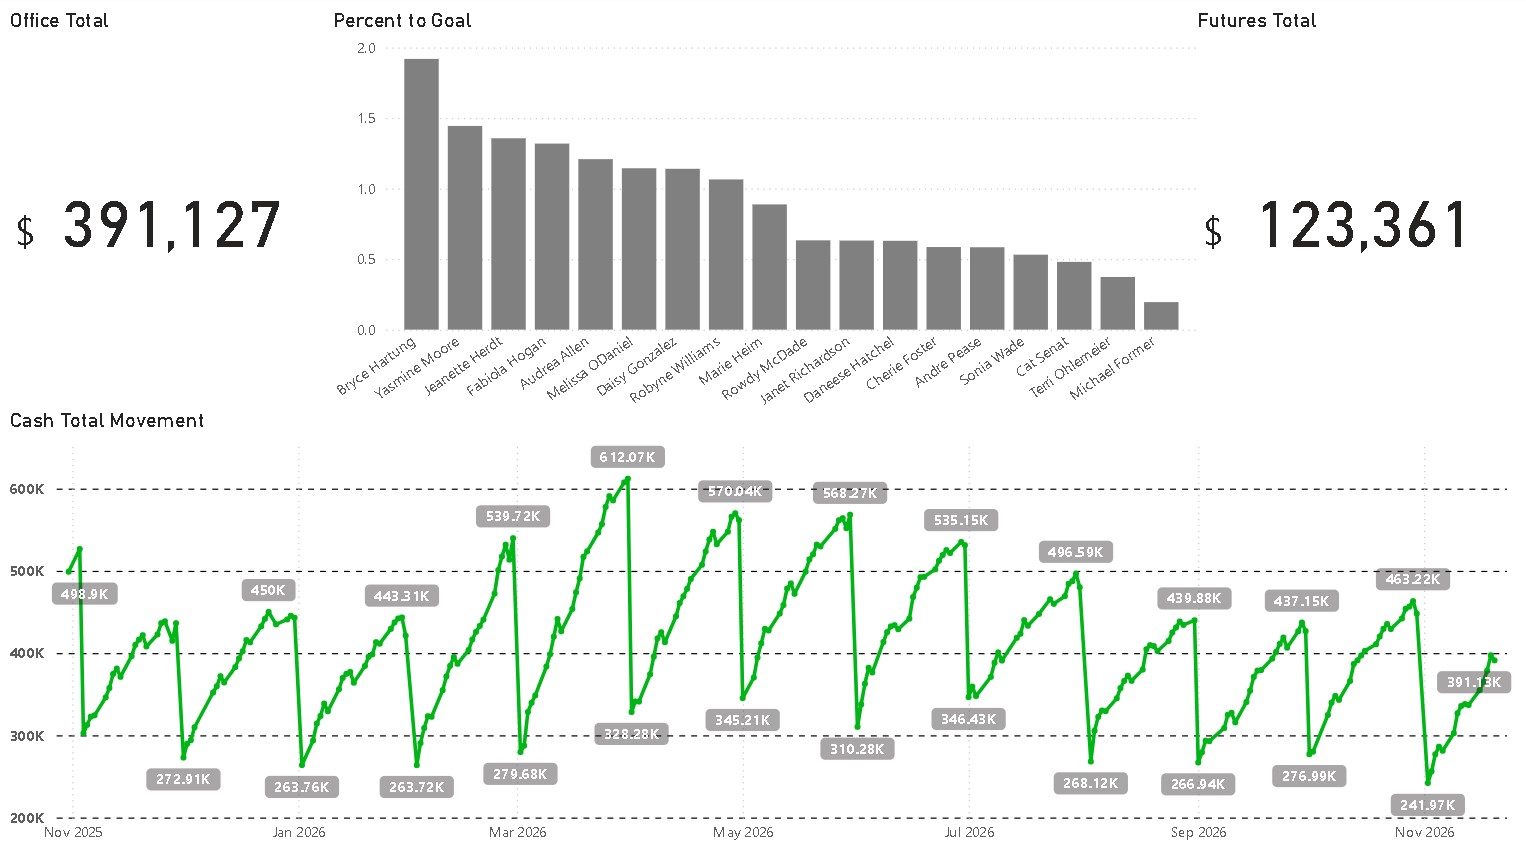 Office Total
$ 391,127
Percent to Goal
2.0
1.5
1.0
0.5
0.0
Bryce Hartung
Yasmine Moore
Jeanette Herdt
Fabiola Hogan
Audrea Allen
Melissa ODaniel
Daisy Gonzalez
Robyne Williams
Marie Heim
Rowdy McDade
Janet Richardson
Daneese Hatchel
Cherie Foster
Andre Pease
Sonia Wade
Cat Senat
Terri Ohlemeier
Michael Former
Futures Total
$ 123,361
Cash Total Movement
600K
500K
400K
300K
200K
498.9K
272.91K
450K
263.76K
443.31K
263.72K
539.72K
279.68K
612.07K
328.28K
570.04K
345.21K
568.27K
310.28K
535.15K
346.43K
496.59K
268.12K
439.88K
266.94K
437.15K
276.99K
463.22K
241.97K
391.13K
Nov 2025
Jan 2026
Mar 2026
May 2026
Jul 2026
Sep 2026
Nov 2026